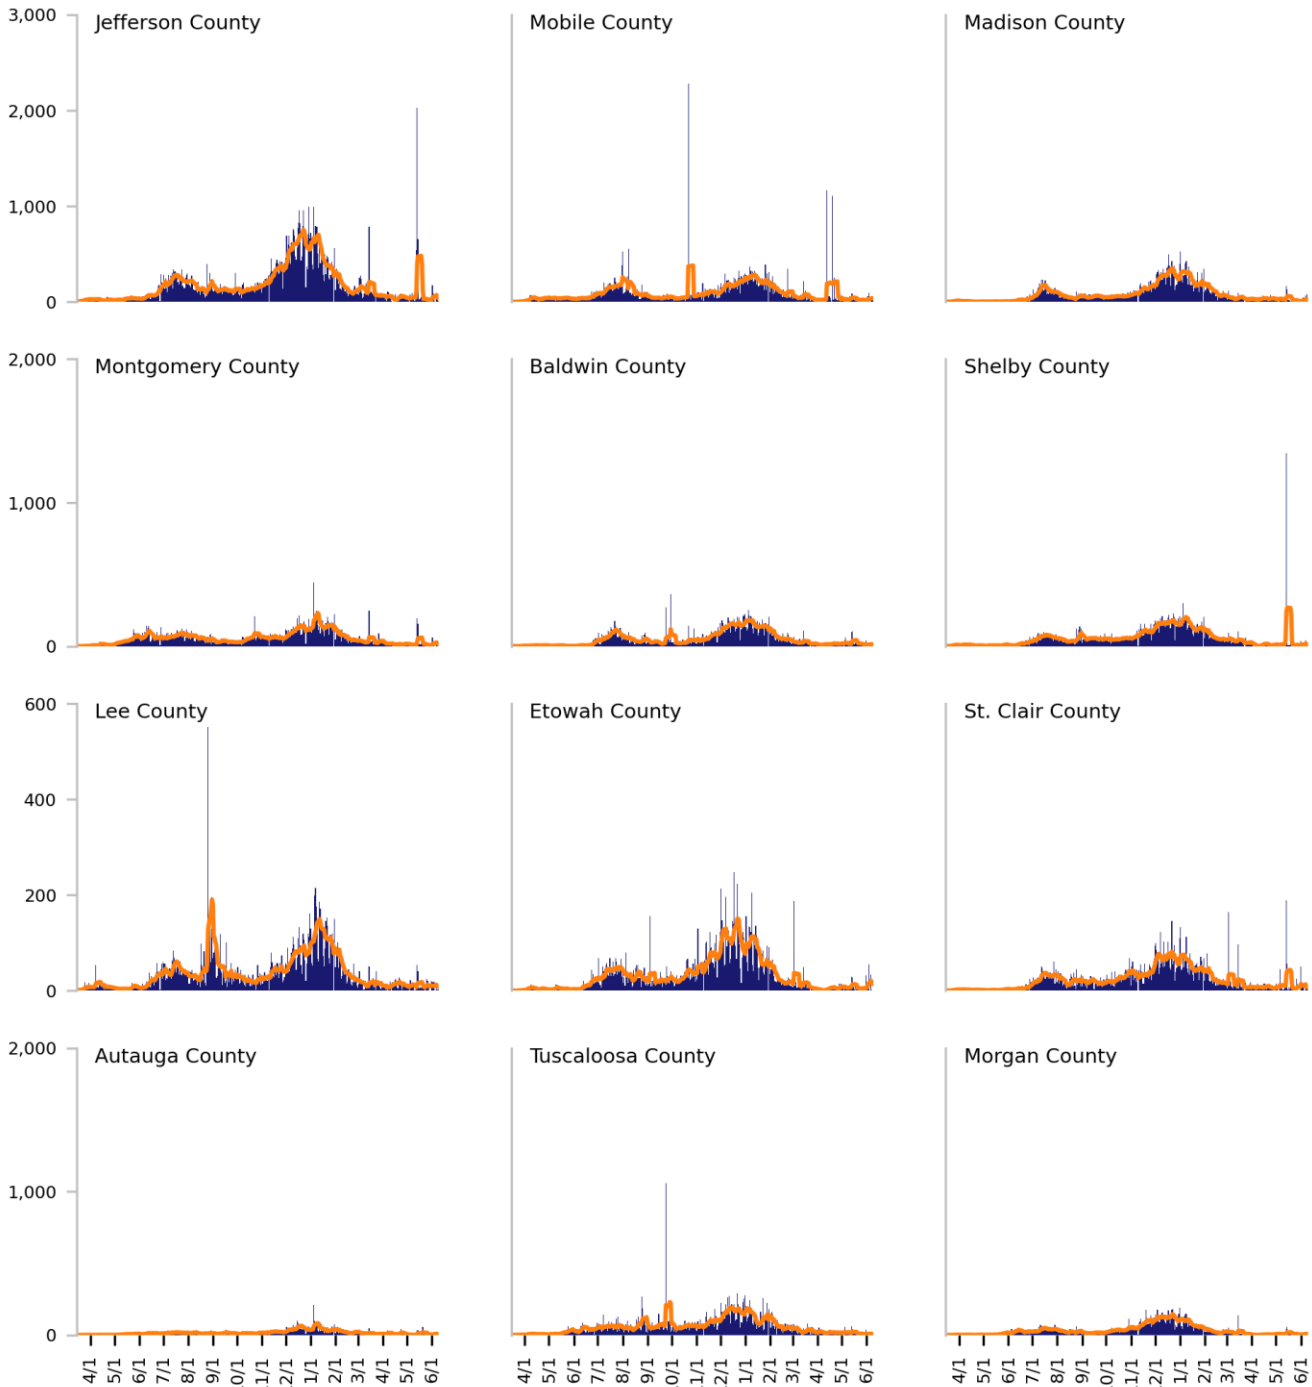 3,000 Jefferson County Mobile County Madison County
2,000
1,000
0
2,000 Montgomery County Baldwin County Shelby County
1,000
0
600 Lee County Etowah County St. Clair County
400
200
0
2,000 Autauga County Tuscaloosa County Morgan County
1,000
0
4/1 5/1 6/1 7/1 8/1 9/1 0/1 1/1 2/1 1/1 2/1 3/1 4/1 5/1 6/1 4/1 5/1 6/1 7/1 8/1 9/1 0/1 1/1 2/1 1/1 2/1 3/1 4/1 5/1 6/1 4/1 5/1 6/1 7/1 8/1 9/1 0/1 1/1 2/1 1/1 2/1 3/1 4/1 5/1 6/1